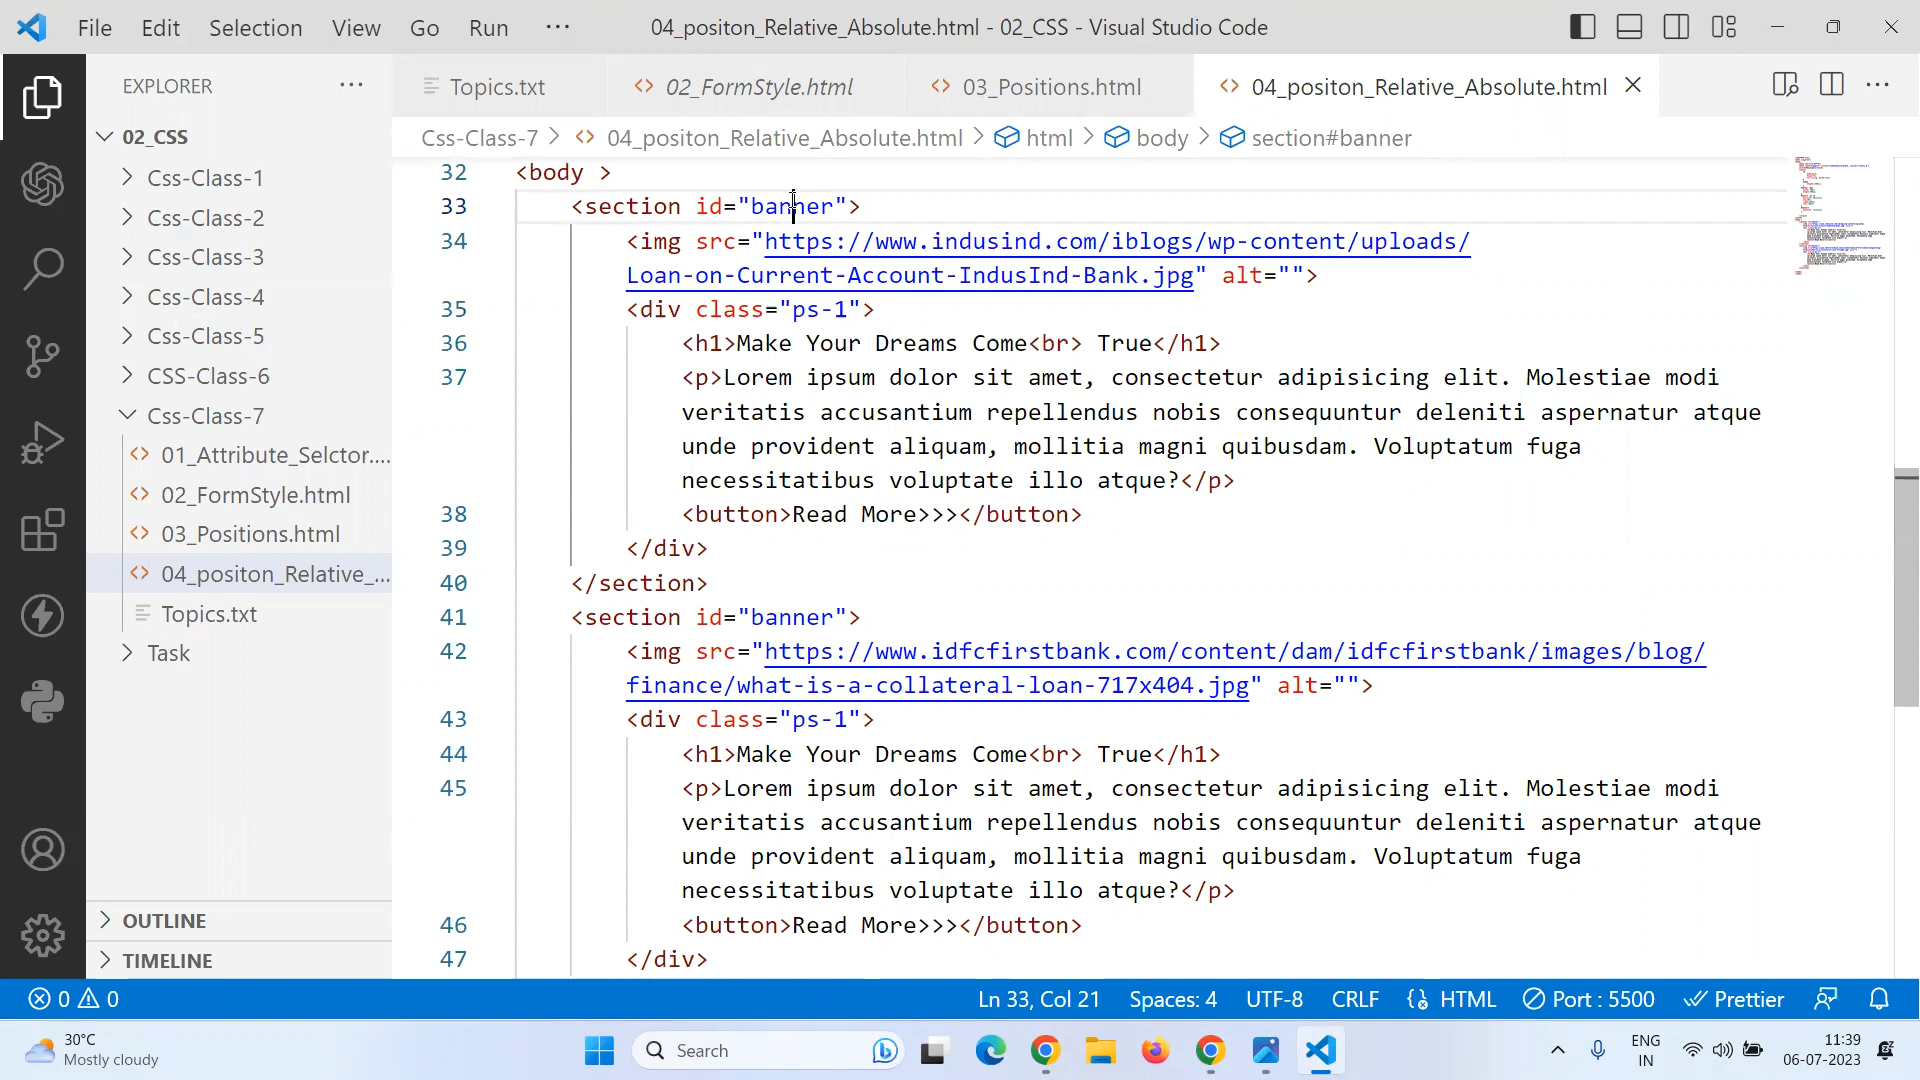 File Edit Selection View Go Run ··· 04_positon_Relative_Absolute.html - 02_CSS - Visual Studio Code
EXPLORER ···
Topics.txt 02_FormStyle.html 03_Positions.html 04_positon_Relative_Absolute.html
Css-Class-7 > 04_positon_Relative_Absolute.html > html > body > section#banner
02_CSS
Css-Class-1
Css-Class-2
Css-Class-3
Css-Class-4
Css-Class-5
CSS-Class-6
Css-Class-7
01_Attribute_Selctor....
02_FormStyle.html
03_Positions.html
04_positon_Relative_...
Topics.txt
Task
OUTLINE
TIMELINE
32 <body >
33 <section id="banner">
34 <img src="https://www.indusind.com/iblogs/wp-content/uploads/
Loan-on-Current-Account-IndusInd-Bank.jpg" alt="">
35 <div class="ps-1">
36 <h1>Make Your Dreams Come<br> True</h1>
37 <p>Lorem ipsum dolor sit amet, consectetur adipisicing elit. Molestiae modi
veritatis accusantium repellendus nobis consequuntur deleniti aspernatur atque
unde provident aliquam, mollitia magni quibusdam. Voluptatum fuga
necessitatibus voluptate illo atque?</p>
38 <button>Read More>>></button>
39 </div>
40 </section>
41 <section id="banner">
42 <img src="https://www.idfcfirstbank.com/content/dam/idfcfirstbank/images/blog/
finance/what-is-a-collateral-loan-717x404.jpg" alt="">
43 <div class="ps-1">
44 <h1>Make Your Dreams Come<br> True</h1>
45 <p>Lorem ipsum dolor sit amet, consectetur adipisicing elit. Molestiae modi
veritatis accusantium repellendus nobis consequuntur deleniti aspernatur atque
unde provident aliquam, mollitia magni quibusdam. Voluptatum fuga
necessitatibus voluptate illo atque?</p>
46 <button>Read More>>></button>
47 </div>
0 0 Ln 33, Col 21 Spaces: 4 UTF-8 CRLF HTML Port : 5500 Prettier
30°C
Mostly cloudy
Search
ENG
IN
11:39
06-07-2023